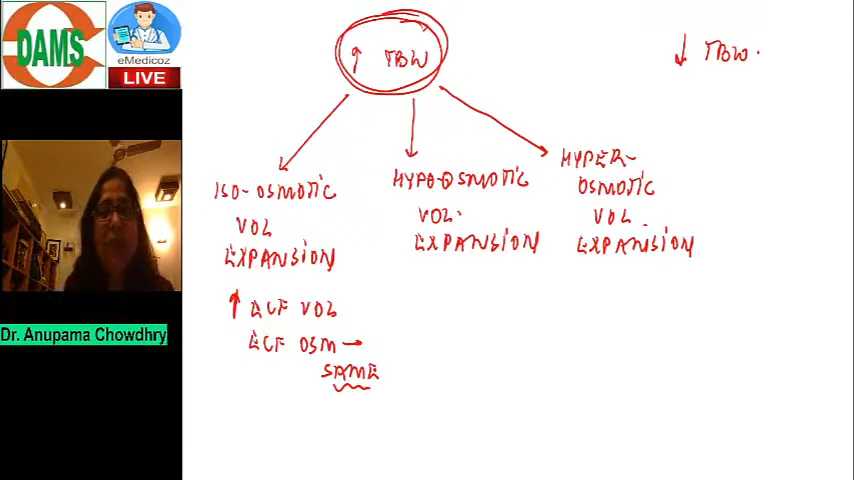 DAMS
eMedicoz
LIVE
Dr. Anupama Chowdhry
↑ TBW
↓ TBW.
ISO-OSMOTIC
VOL
EXPANSION
↑ ECF VOL
ECF OSM →
SAME
HYPO-OSMOTIC
VOL.
EXPANSION
HYPER-
OSMOTIC
VOL.
EXPANSION